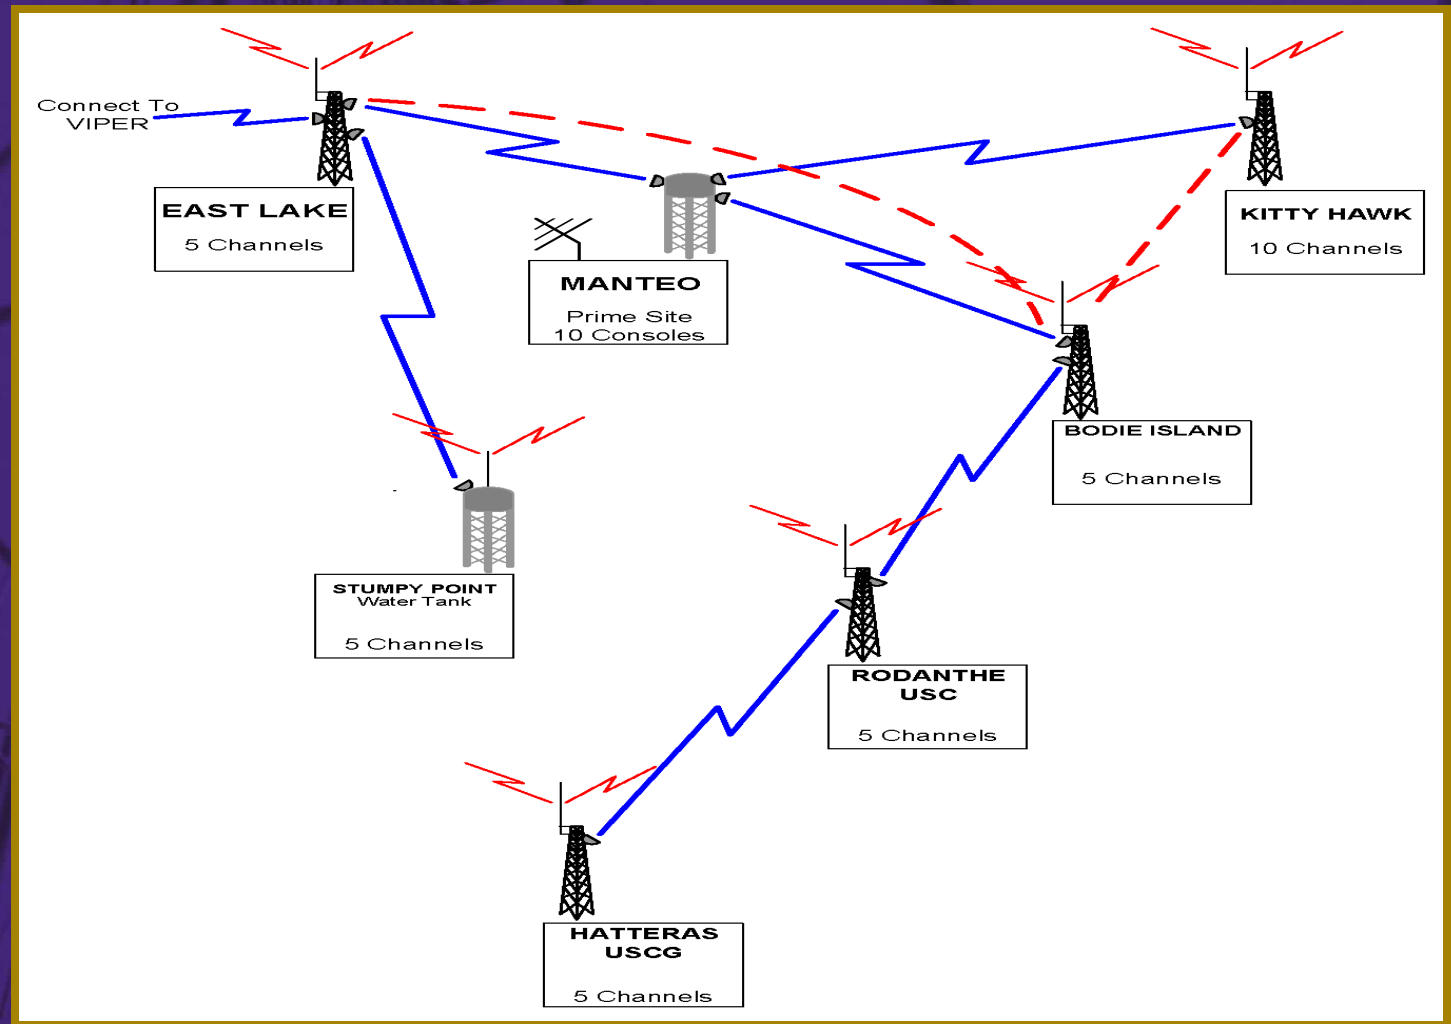 Connect To
VIPER
EAST LAKE
5 Channels
MANTEO
Prime Site
10 Consoles
KITTY HAWK
10 Channels
BODIE ISLAND
5 Channels
STUMPY POINT
Water Tank
5 Channels
RODANTHE
USC
5 Channels
HATTERAS
USCG
5 Channels